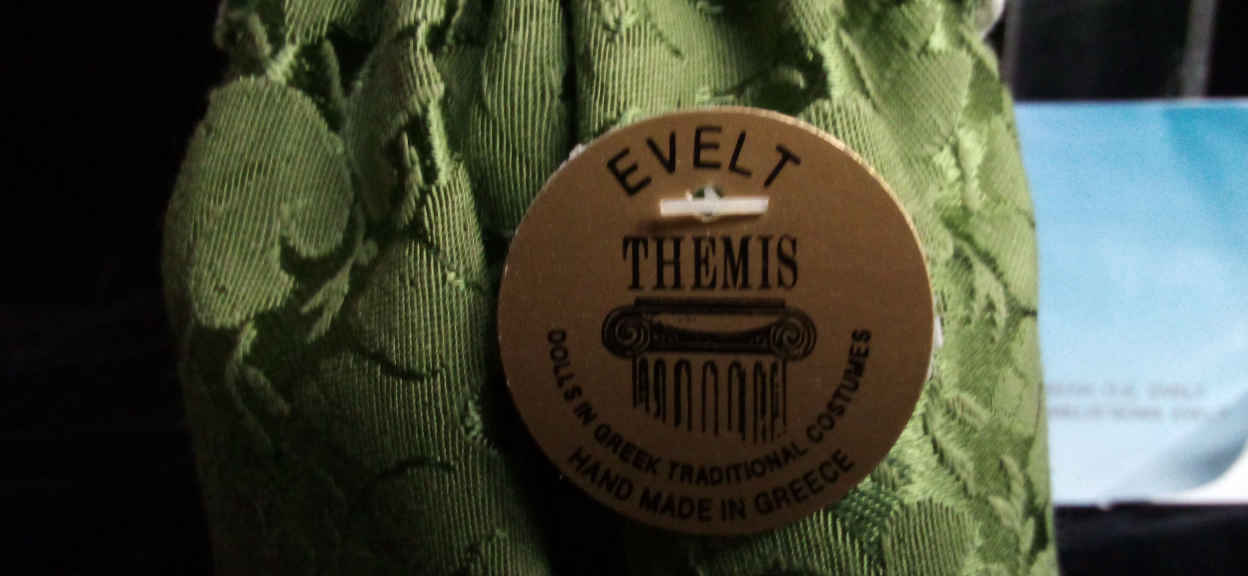 EVELT
THEMIS
DOLLS IN GREEK TRADITIONAL COSTUMES
HAND MADE IN GREECE